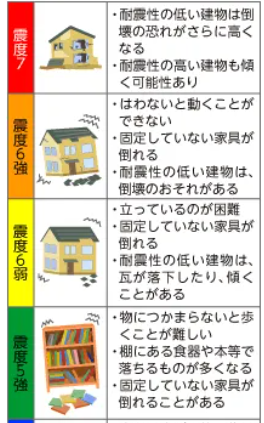 震度7
・耐震性の低い建物は倒
壊の恐れがさらに高く
なる
・耐震性の高い建物も傾
く可能性あり
震度6強
・はわないと動くことが
できない
・固定していない家具が
倒れる
・耐震性の低い建物は、
倒壊のおそれがある
震度6弱
・立っているのが困難
・固定していない家具が
倒れる
・耐震性の低い建物は、
瓦が落下したり、傾く
ことがある
震度5強
・物につかまらないと歩
くことが難しい
・棚にある食器や本等で
落ちるものが多くなる
・固定していない家具が
倒れることがある